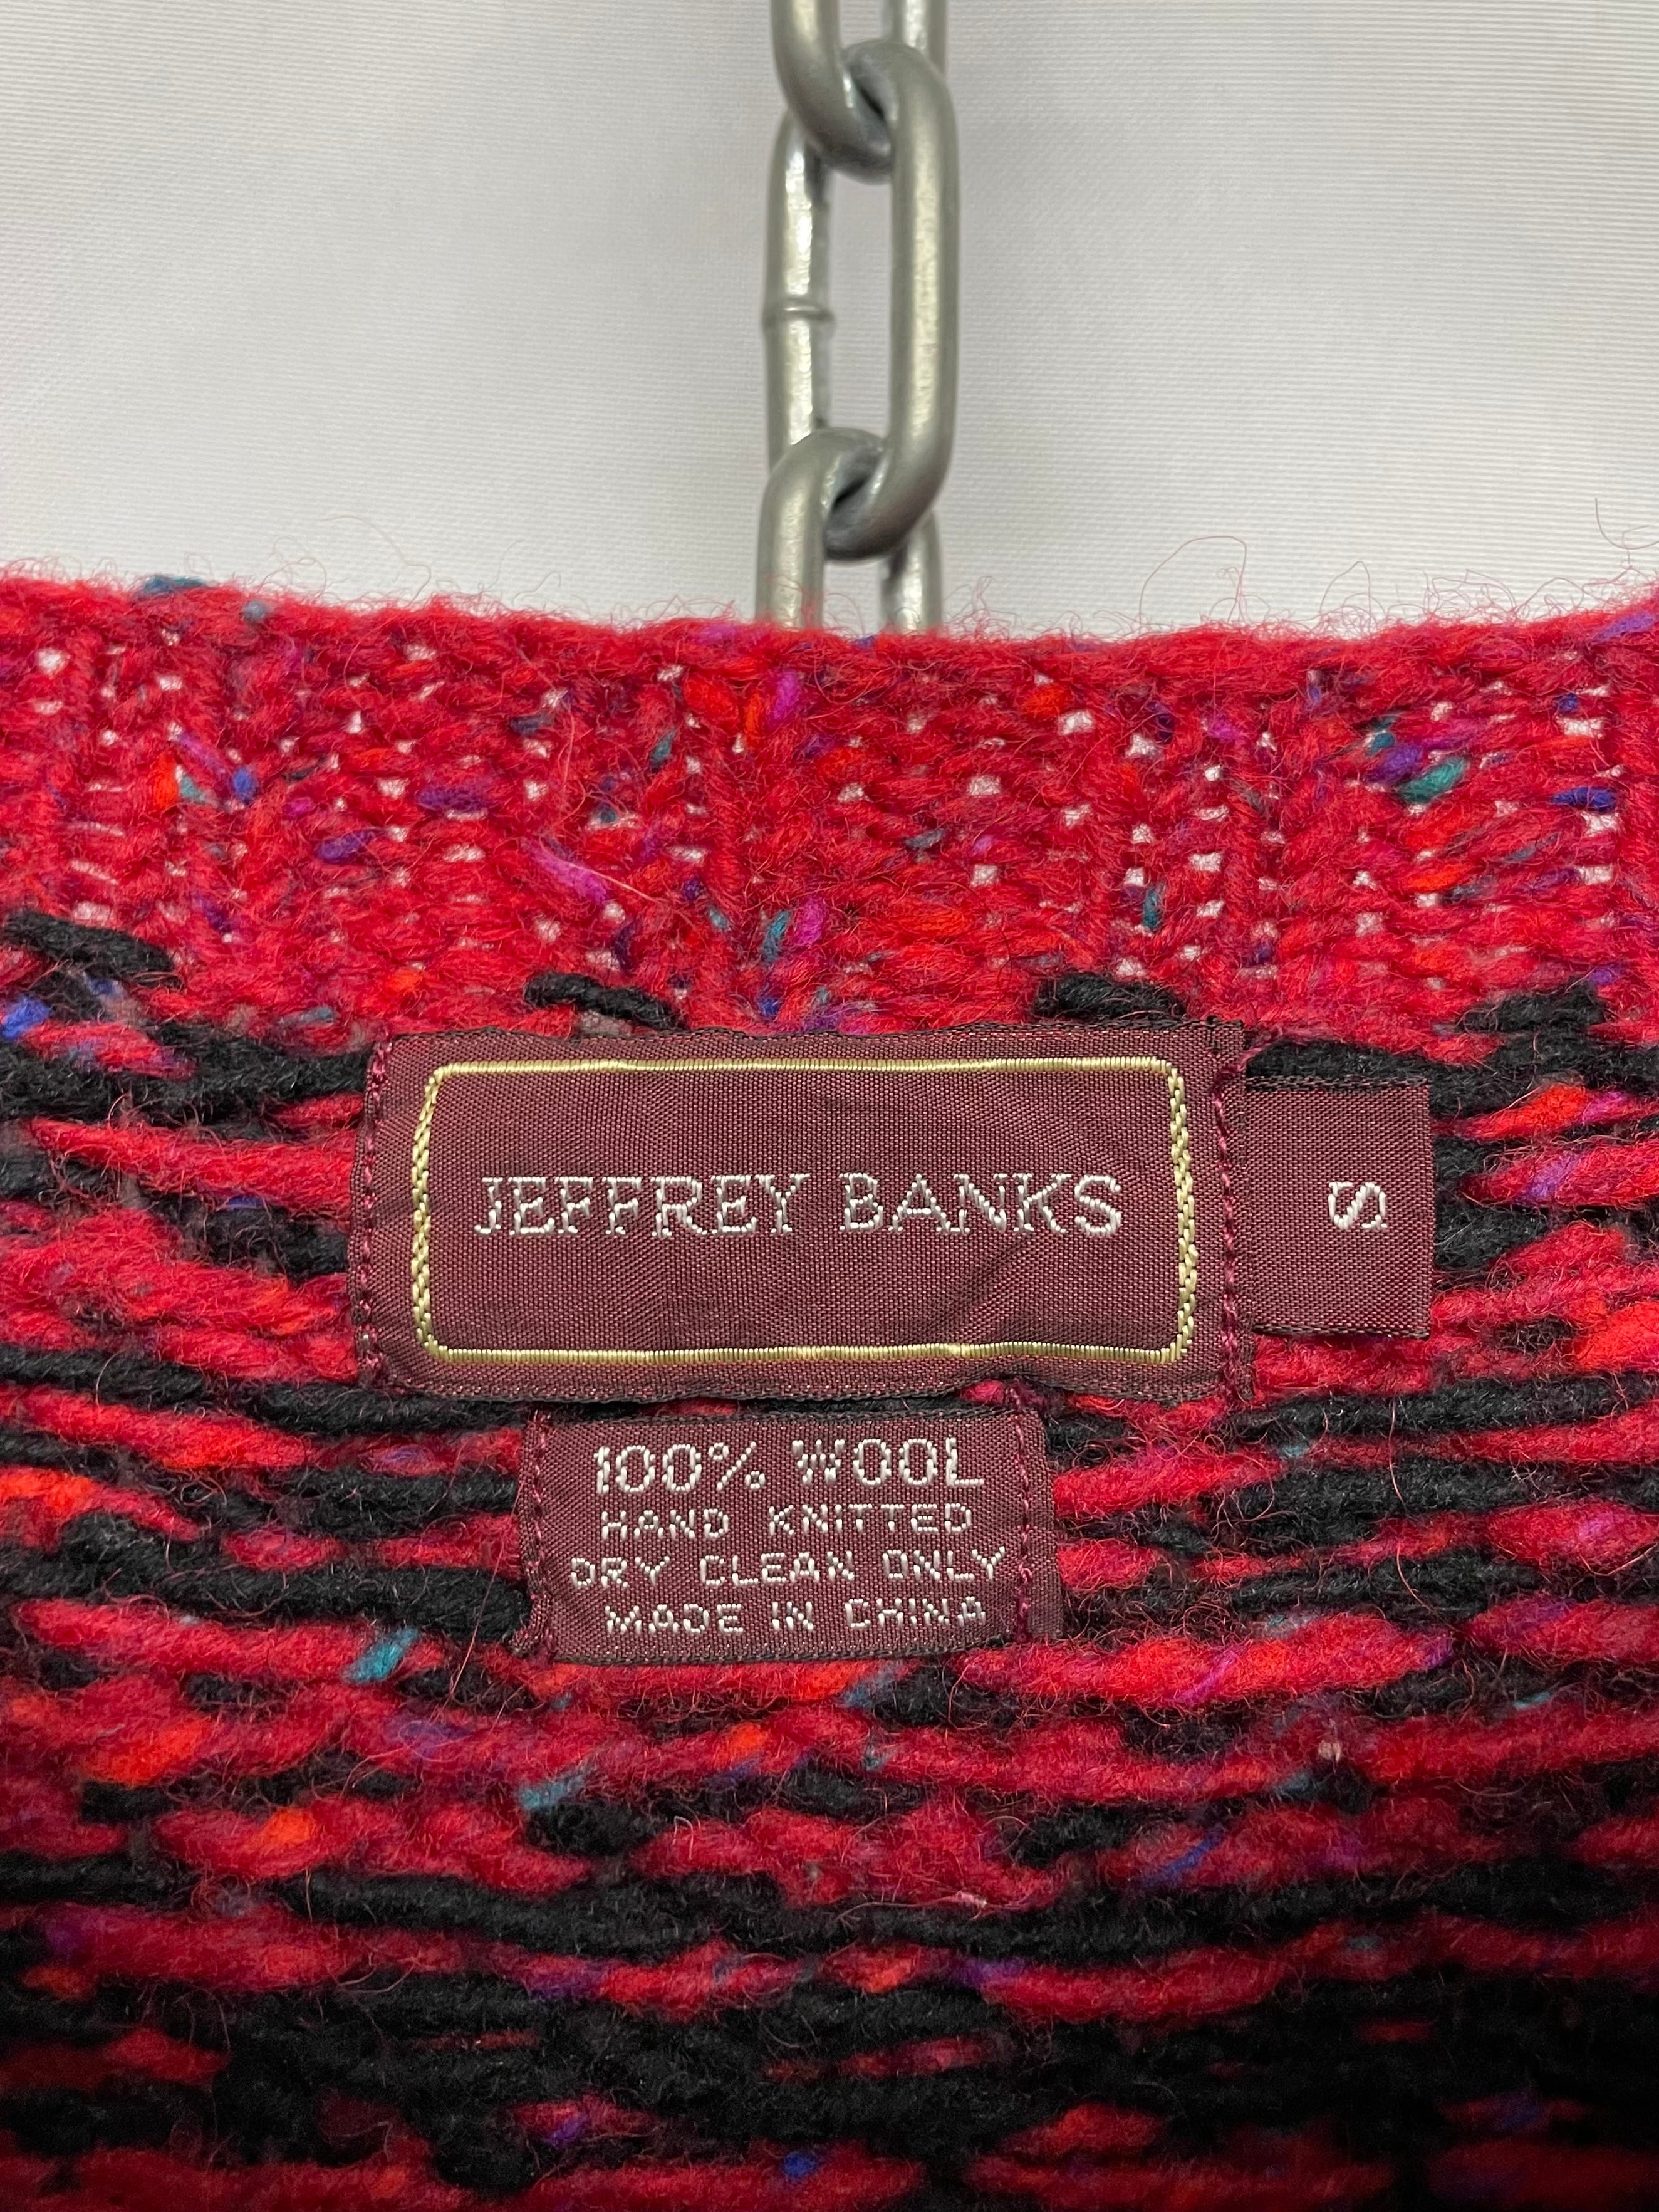 JEFFREY BANKS
S
100% WOOL
HAND KNITTED
DRY CLEAN ONLY
MADE IN CHINA